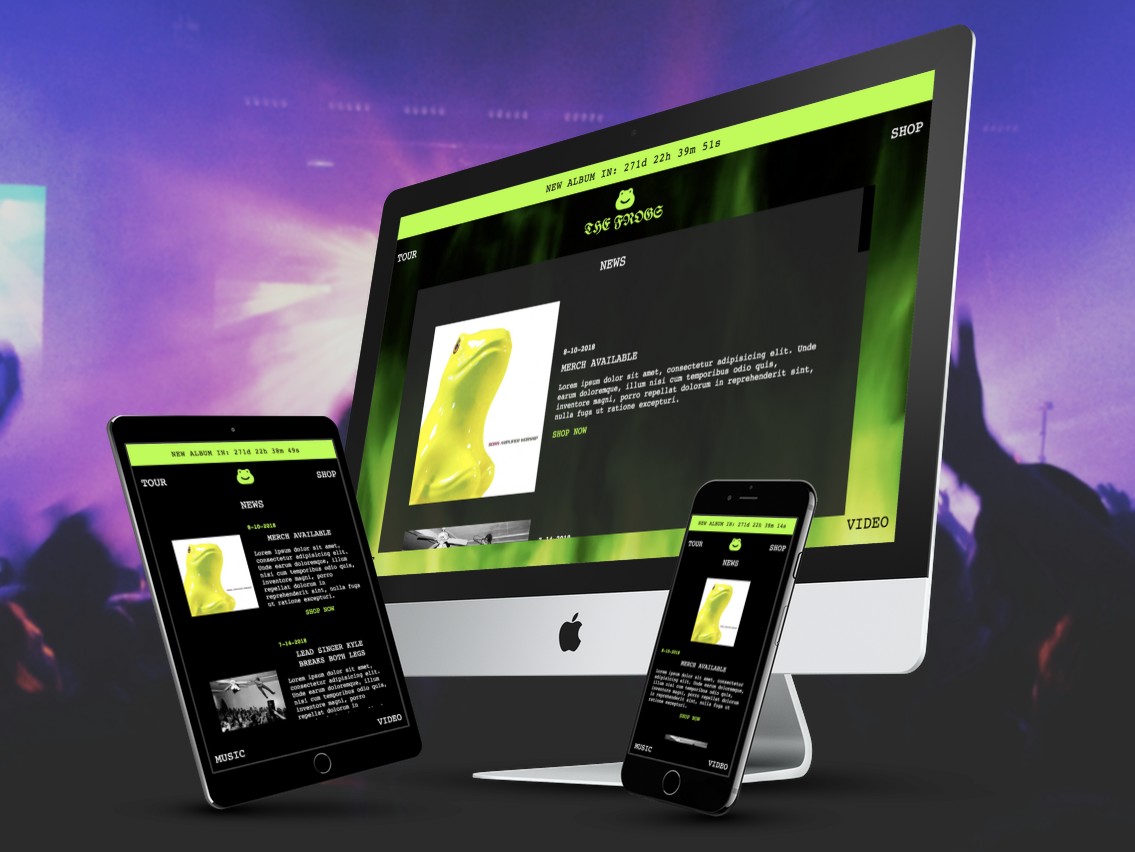 NEW ALBUM IN: 271d 22h 39m 51s
SHOP
THE FROGS
TOUR
NEWS
8-10-2018
MERCH AVAILABLE
Lorem ipsum dolor sit amet, consectetur adipisicing elit. Unde
earum doloremque, illum nisi cum temporibus odio quis,
inventore magni, porro repellat dolorum in reprehenderit sint,
nulla fuga ut ratione excepturi.
SHOP NOW
VIDEO
NEW ALBUM IN: 271d 22h 38m 49s
TOUR
SHOP
NEWS
8-10-2018
MERCH AVAILABLE
Lorem ipsum dolor sit amet,
consectetur adipisicing elit.
Unde earum doloremque, illum
nisi cum temporibus odio quis,
inventore magni, porro
repellat dolorum in
reprehenderit sint, nulla fuga
ut ratione excepturi.
SHOP NOW
7-14-2018
LEAD SINGER KYLE
BREAKS BOTH LEGS
Lorem ipsum dolor sit amet,
consectetur adipisicing elit.
Unde earum doloremque, illum
nisi cum temporibus odio quis,
inventore magni, porro
repellat dolorum in
MUSIC
VIDEO
NEW ALBUM IN: 271d 22h 38m 14s
TOUR
SHOP
NEWS
8-10-2018
MERCH AVAILABLE
Lorem ipsum dolor sit amet,
consectetur adipisicing elit.
Unde earum doloremque, illum
nisi cum temporibus odio quis,
inventore magni, porro
repellat dolorum in
reprehenderit sint, nulla fuga
ut ratione excepturi.
SHOP NOW
MUSIC
VIDEO